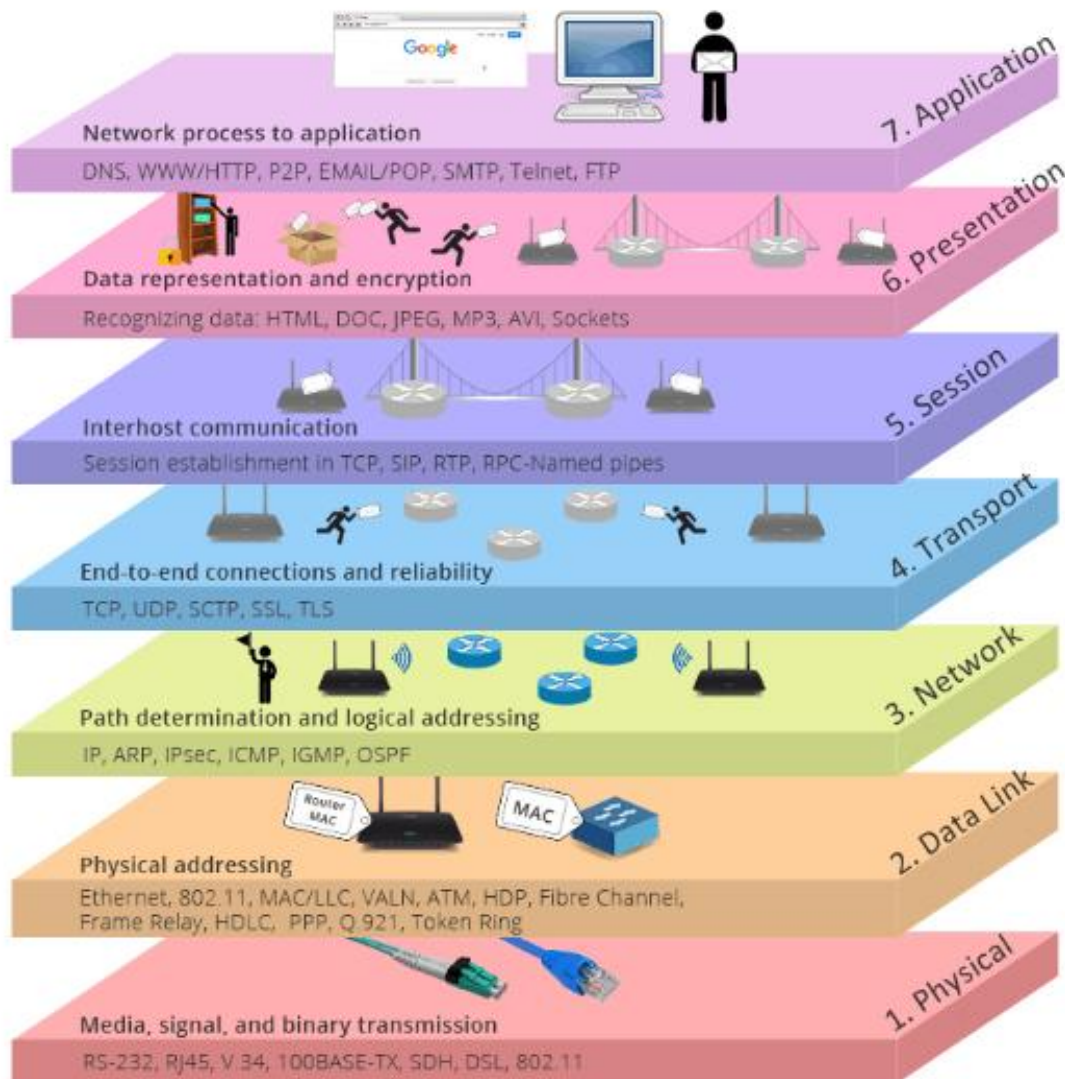 Google
7. Application
Network process to application
DNS, WWW/HTTP, P2P, EMAIL/POP, SMTP, Telnet, FTP
6. Presentation
Data representation and encryption
Recognizing data: HTML, DOC, JPEG, MP3, AVI, Sockets
5. Session
Interhost communication
Session establishment in TCP, SIP, RTP, RPC-Named pipes
4. Transport
End-to-end connections and reliability
TCP, UDP, SCTP, SSL, TLS
3. Network
Path determination and logical addressing
IP, ARP, IPsec, ICMP, IGMP, OSPF
Router
MAC
MAC
2. Data Link
Physical addressing
Ethernet, 802.11, MAC/LLC, VALN, ATM, HDP, Fibre Channel,
Frame Relay, HDLC, PPP, Q.921, Token Ring
1. Physical
Media, signal, and binary transmission
RS-232, RJ45, V.34, 100BASE-TX, SDH, DSL, 802.11